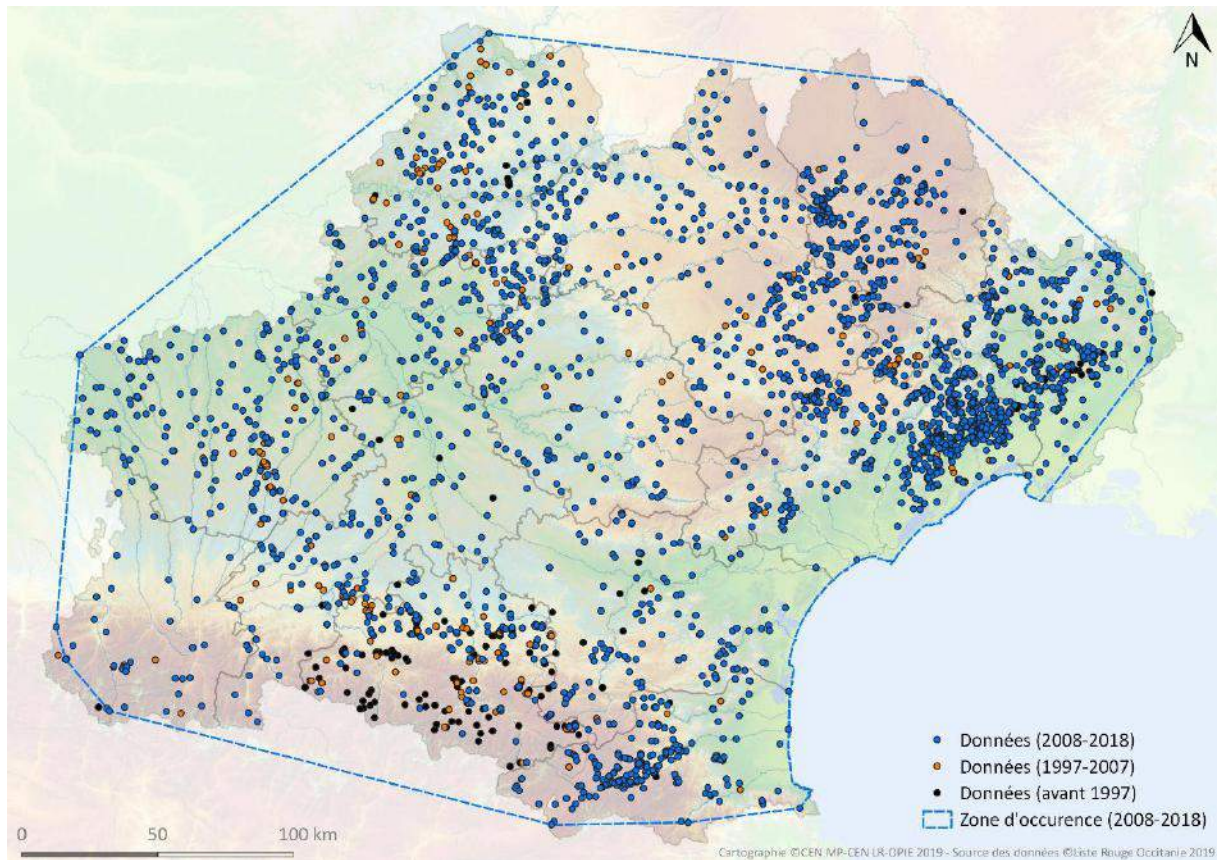 N
Données (2008-2018)
Données (1997-2007)
Données (avant 1997)
Zone d'occurence (2008-2018)
0 50 100 km
Cartographie ©CEN MP-CEN LR-OPIE 2019 - Source des données ©Liste Rouge Occitanie 2019